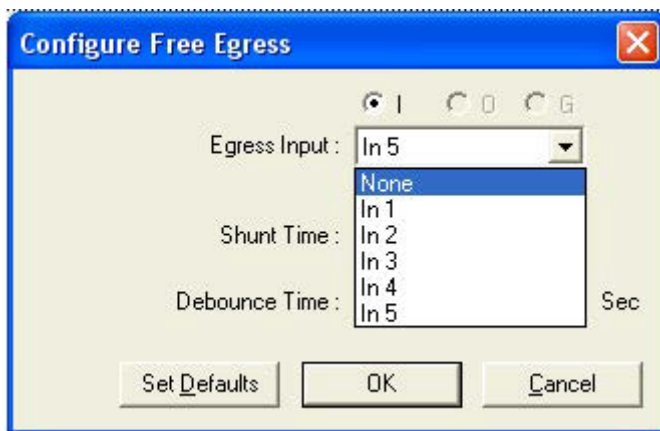 Configure Free Egress
I O G
Egress Input : In 5
None
In 1
In 2
Shunt Time :
In 3
In 4
Debounce Time : Sec
In 5
Set Defaults OK Cancel